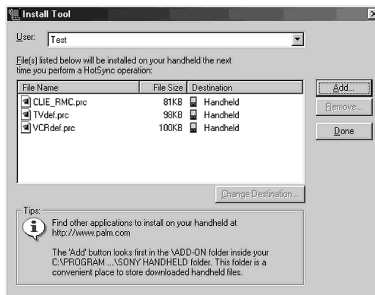 Install Tool
User: Test
File(s) listed below will be installed on your handheld the next
time you perform a HotSync operation:
File Name File Size Destination
CLIE_RMC.prc 81KB Handheld
TVdef.prc 98KB Handheld
VCRdef.prc 100KB Handheld
Add...
Remove...
Done
Change Destination...
Tips:
Find other applications to install on your handheld at
http://www.palm.com
The 'Add' button looks first in the \ADD-ON folder inside your
C:\PROGRAM ...\SONY HANDHELD folder. This folder is a
convenient place to store downloaded handheld files.